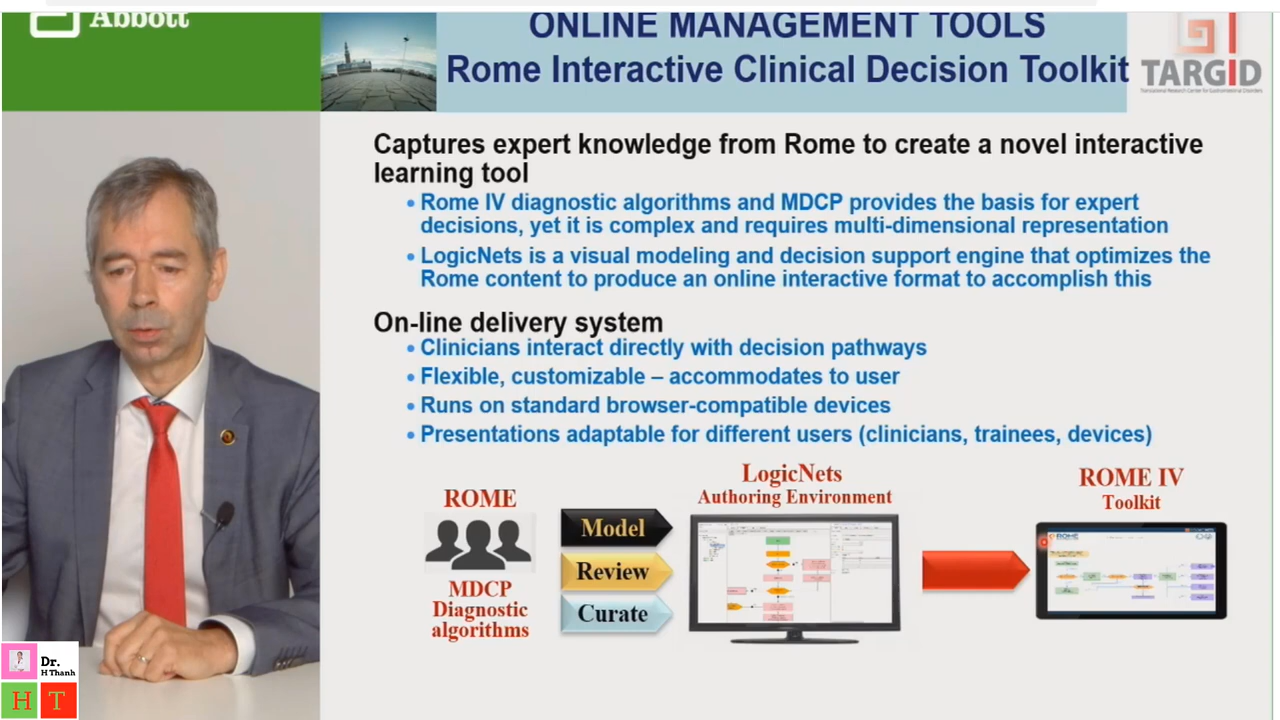 Abbott
ONLINE MANAGEMENT TOOLS
Rome Interactive Clinical Decision Toolkit
TARGID
Captures expert knowledge from Rome to create a novel interactive
learning tool
• Rome IV diagnostic algorithms and MDCP provides the basis for expert
decisions, yet it is complex and requires multi-dimensional representation
• LogicNets is a visual modeling and decision support engine that optimizes the
Rome content to produce an online interactive format to accomplish this
On-line delivery system
• Clinicians interact directly with decision pathways
• Flexible, customizable – accommodates to user
• Runs on standard browser-compatible devices
• Presentations adaptable for different users (clinicians, trainees, devices)
ROME
MDCP
Diagnostic
algorithms
Model
Review
Curate
LogicNets
Authoring Environment
ROME IV
Toolkit
ROME
Dr.
H Thanh
H T